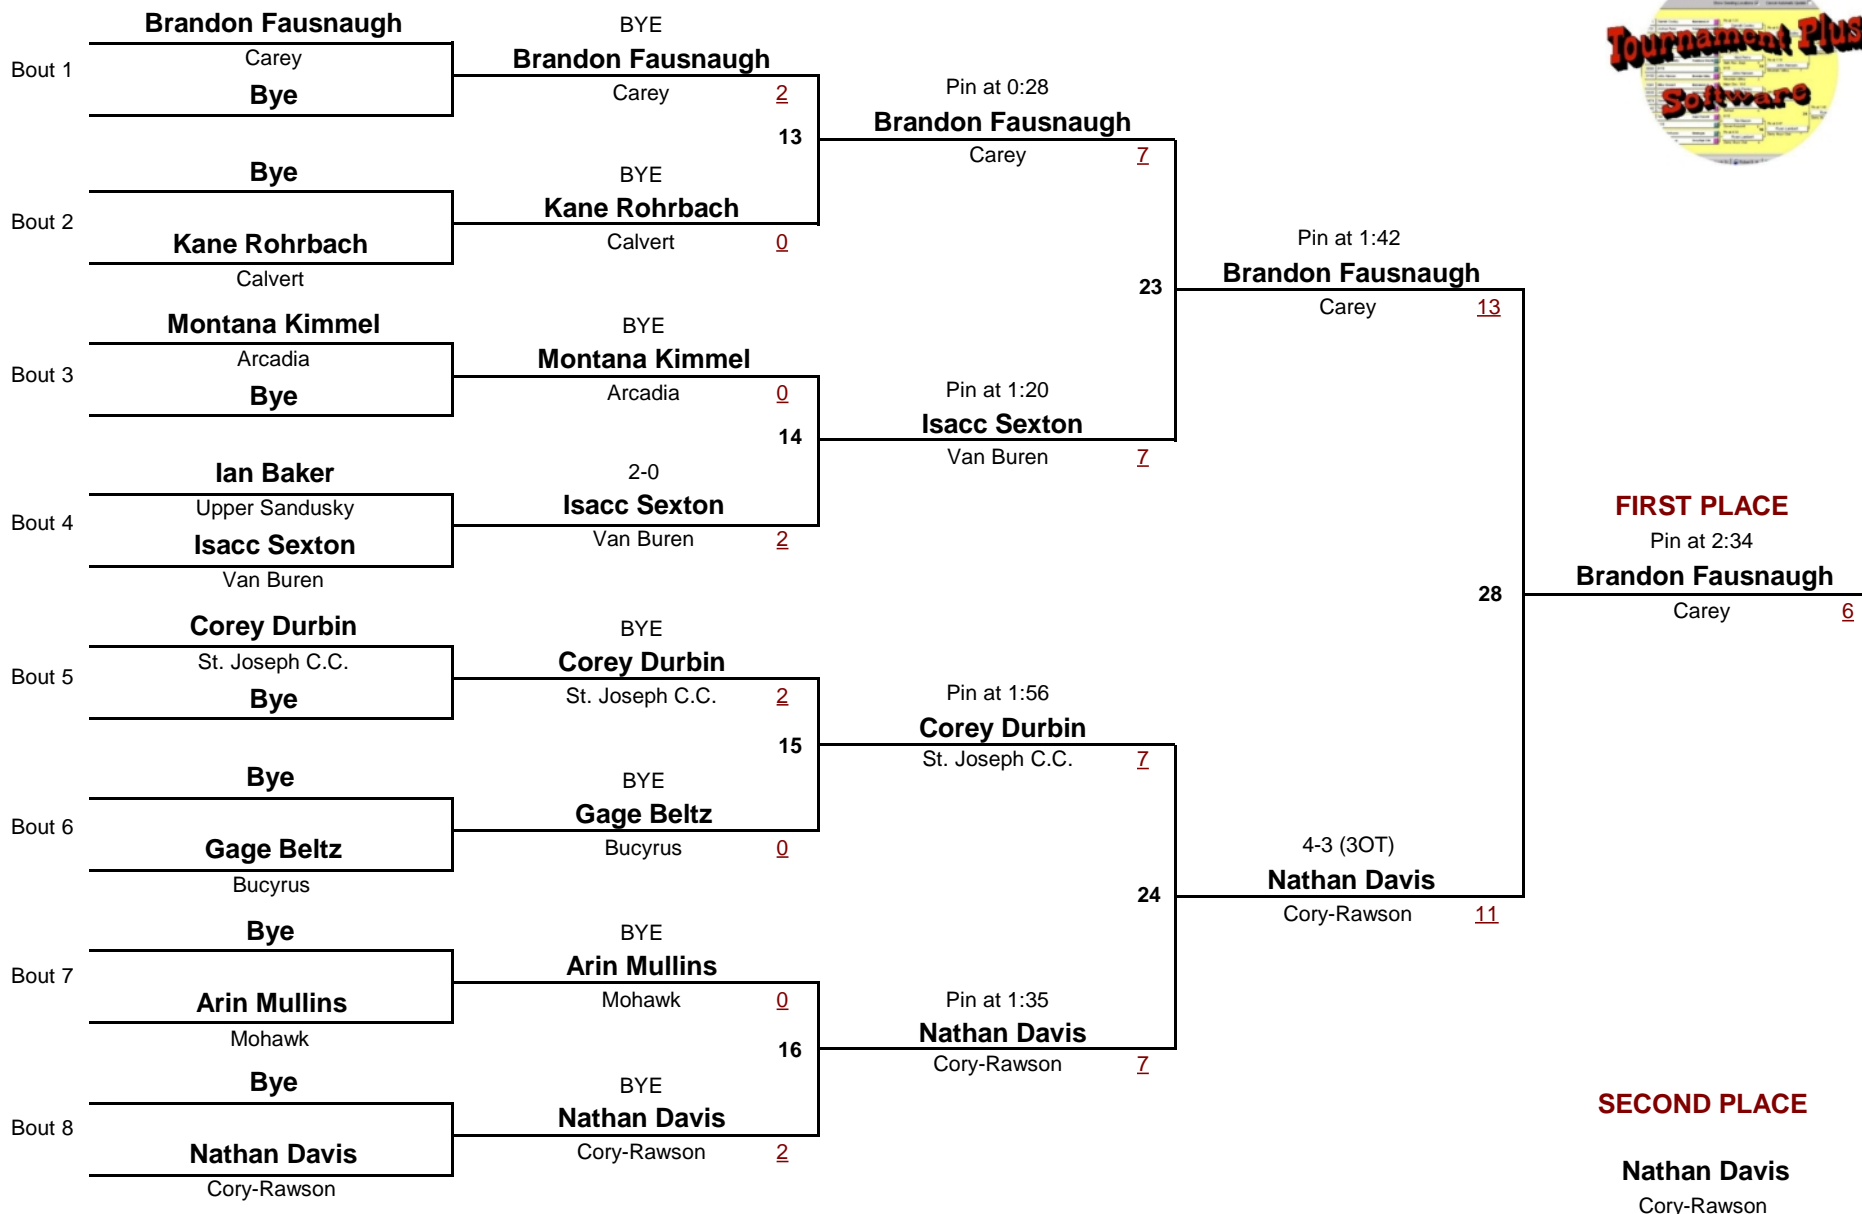 Brandon Fausnaugh
Bout 1
Carey
Bye
Bye
Bout 2
Kane Rohrbach
Calvert
Montana Kimmel
Bout 3
Arcadia
Bye
Ian Baker
Bout 4
Upper Sandusky
Isacc Sexton
Van Buren
Corey Durbin
Bout 5
St. Joseph C.C.
Bye
Bye
Bout 6
Gage Beltz
Bucyrus
Bye
Bout 7
Arin Mullins
Mohawk
Bye
Bout 8
Nathan Davis
Cory-Rawson
BYE
Brandon Fausnaugh
Carey 2
13
BYE
Kane Rohrbach
Calvert 0
BYE
Montana Kimmel
Arcadia 0
14
2-0
Isacc Sexton
Van Buren 2
BYE
Corey Durbin
St. Joseph C.C. 2
15
BYE
Gage Beltz
Bucyrus 0
BYE
Arin Mullins
Mohawk 0
16
BYE
Nathan Davis
Cory-Rawson 2
Pin at 0:28
Brandon Fausnaugh
Carey 7
23
Pin at 1:20
Isacc Sexton
Van Buren 7
Pin at 1:56
Corey Durbin
St. Joseph C.C. 7
24
Pin at 1:35
Nathan Davis
Cory-Rawson 7
Pin at 1:42
Brandon Fausnaugh
Carey 13
28
4-3 (3OT)
Nathan Davis
Cory-Rawson 11
Tournament Plus
Software
FIRST PLACE
Pin at 2:34
Brandon Fausnaugh
Carey 6
SECOND PLACE
Nathan Davis
Cory-Rawson